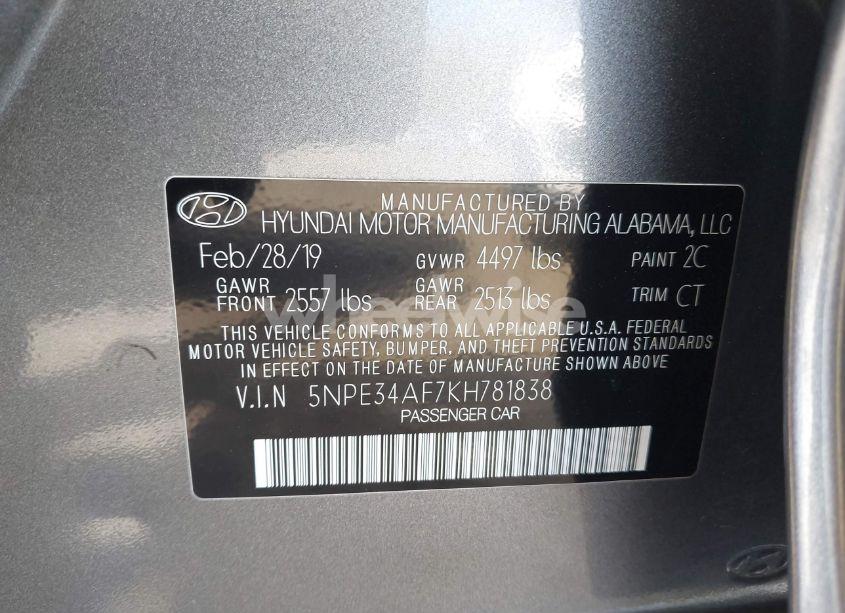 MANUFACTURED BY
HYUNDAI MOTOR MANUFACTURING ALABAMA, LLC
Feb/28/19 GVWR 4497 lbs PAINT 2C
GAWR FRONT 2557 lbs GAWR REAR 2513 lbs TRIM CT
THIS VEHICLE CONFORMS TO ALL APPLICABLE U.S.A. FEDERAL
MOTOR VEHICLE SAFETY, BUMPER, AND THEFT PREVENTION STANDARDS
IN EFFECT ON THE DATE OF MANUFACTURE SHOWN ABOVE.
V.I.N 5NPE34AF7KH781838
PASSENGER CAR
wheelwise